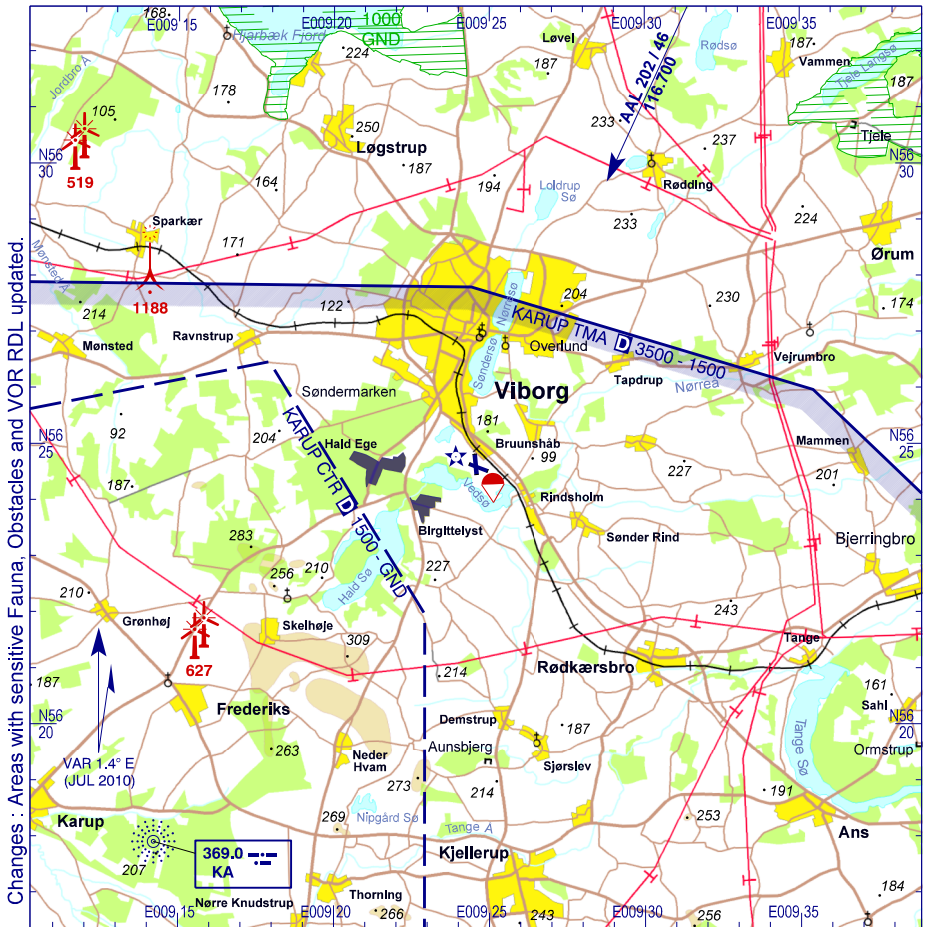 Changes : Areas with sensitive Fauna, Obstacles and VOR RDL updated.
168
E009 15
E009 20
E009 25
E009 30
E009 35
1000
GND
Hjarbæk Fjord
224
Løvel
187
Rødsø
187
Vammen
Tjele Langsø
187
Jordbro Å
105
178
AAL 202 / 46
116.700
233
237
Tjele
250
Løgstrup
N56
30
519
187
164
194
Loldrup
Sø
Rødding
N56
30
233
224
Sparkær
171
Ørum
Mønsted Å
1188
214
122
Nørresø
204
230
174
KARUP TMA D 3500 - 1500
Mønsted
Ravnstrup
Overlund
Vejrumbro
Søndersø
Tapdrup
Nørreå
Søndermarken
Viborg
92
204
KARUP CTR D 1500 - GND
Hald Ege
181
Bruunshåb
99
N56
25
Mammen
N56
25
227
201
187
Vedsø
Rindsholm
Birgittelyst
Sønder Rind
Bjerringbro
283
256
210
Hald Sø
227
210
243
Grønhøj
Skelhøje
309
Tange
627
214
Rødkærsbro
187
N56
20
161
Sahl
N56
20
Frederiks
Demstrup
187
Tange Sø
263
Neder
Hvam
Aunsbjerg
Sjørslev
Ormstrup
VAR 1.4° E
(JUL 2010)
273
214
191
Karup
269
Nipgård Sø
Tange Å
253
Ans
207
369.0
KA
Kjellerup
Nørre Knudstrup
Thorning
184
266
243
256
E009 15
E009 20
E009 25
E009 30
E009 35